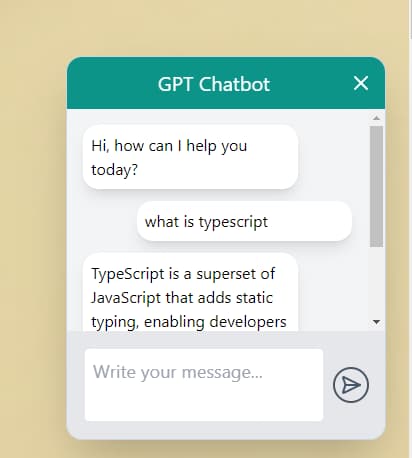 GPT Chatbot
Hi, how can I help you
today?
what is typescript
TypeScript is a superset of
JavaScript that adds static
typing, enabling developers
Write your message...